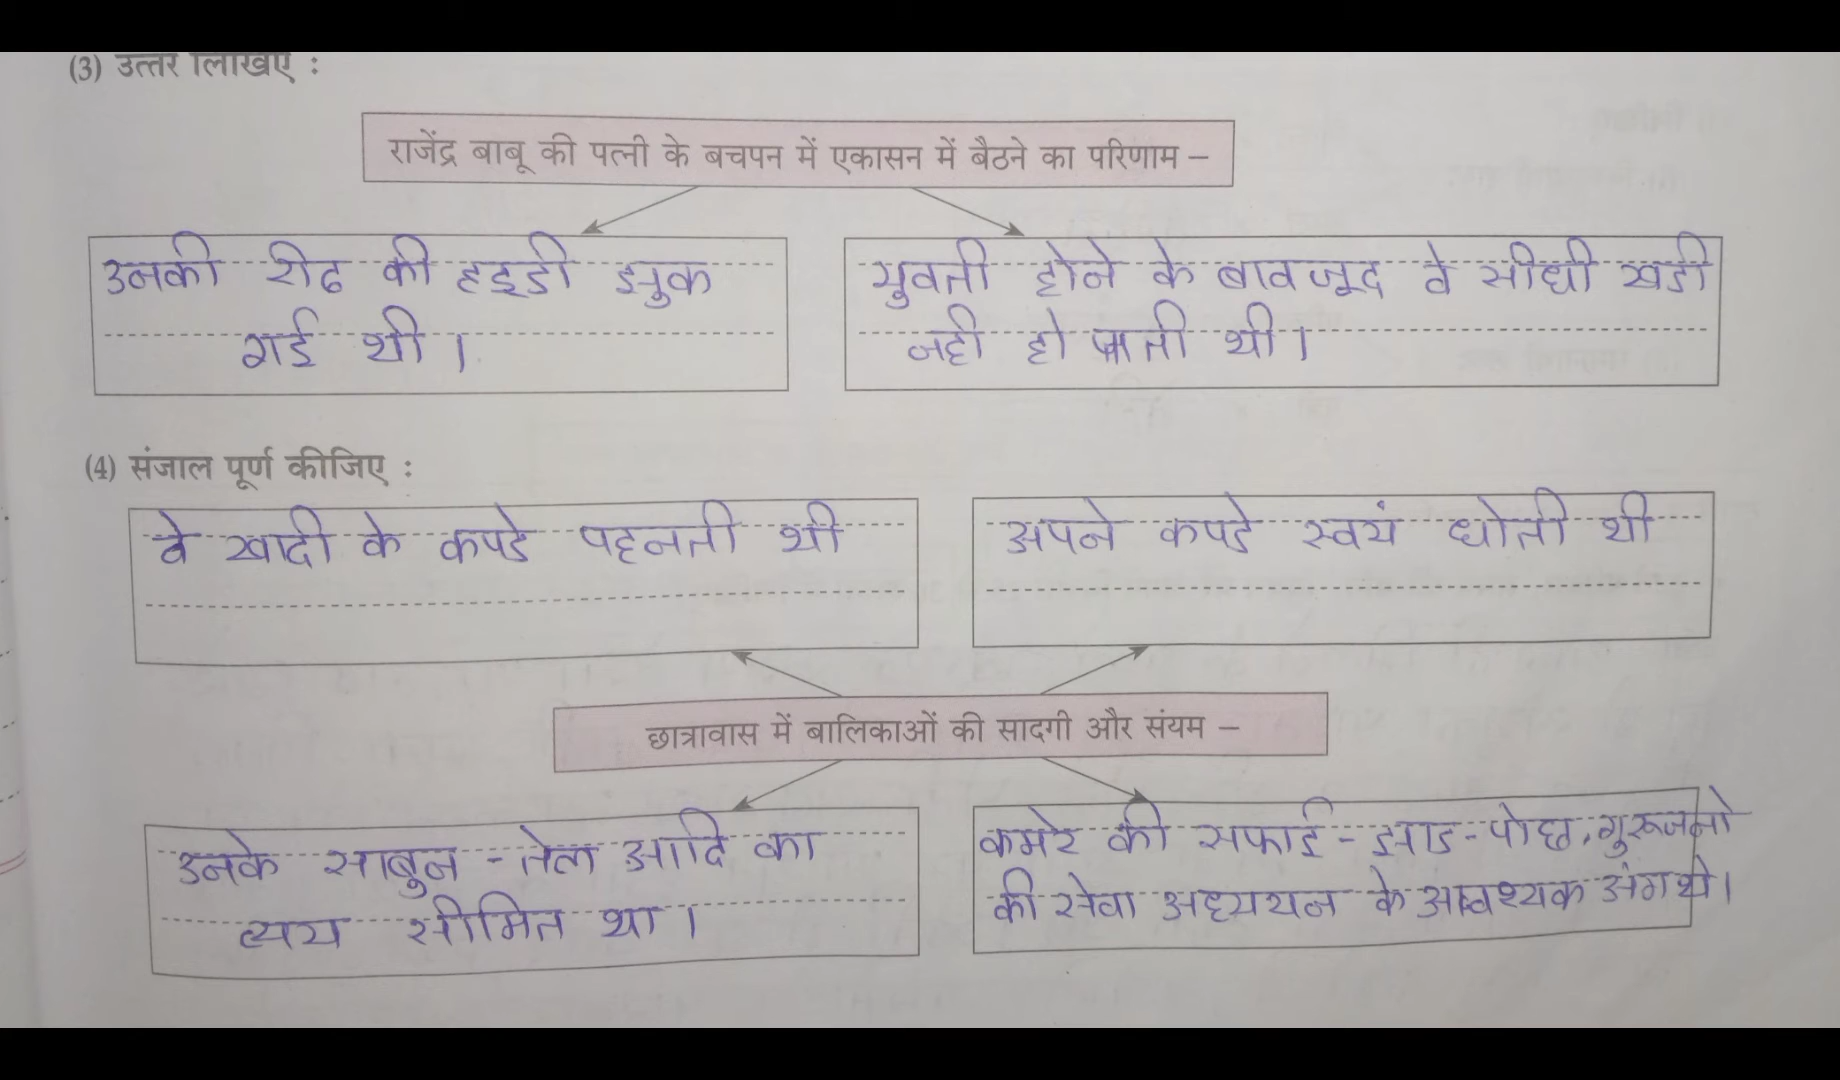 (3) उत्तर लिखिए :
राजेंद्र बाबू की पत्नी के बचपन में एकासन में बैठने का परिणाम –
उनकी रीढ की हड्डी झुक
गई थी ।
युवती होने के बावजूद वे सीधी खडी
नही हो पाती थी ।
(4) संजाल पूर्ण कीजिए :
वे खादी के कपडे पहनती थी
अपने कपडे स्वयं धोती थी
छात्रावास में बालिकाओं की सादगी और संयम –
उनके साबुन - तेल आदि का
व्यय सीमित था ।
कमरे की सफाई - झाड - पोछ, गुरूजनो
की सेवा अध्ययन के आवश्यक अंग थे ।